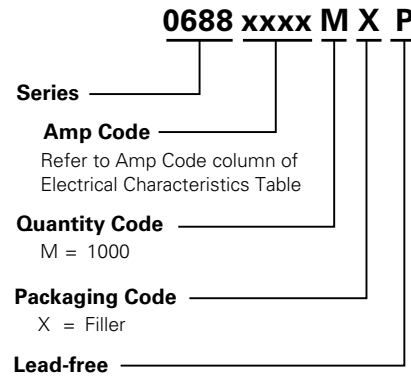 0688 xxxx M X P
Series
Amp Code
Refer to Amp Code column of
Electrical Characteristics Table
Quantity Code
M = 1000
Packaging Code
X = Filler
Lead-free